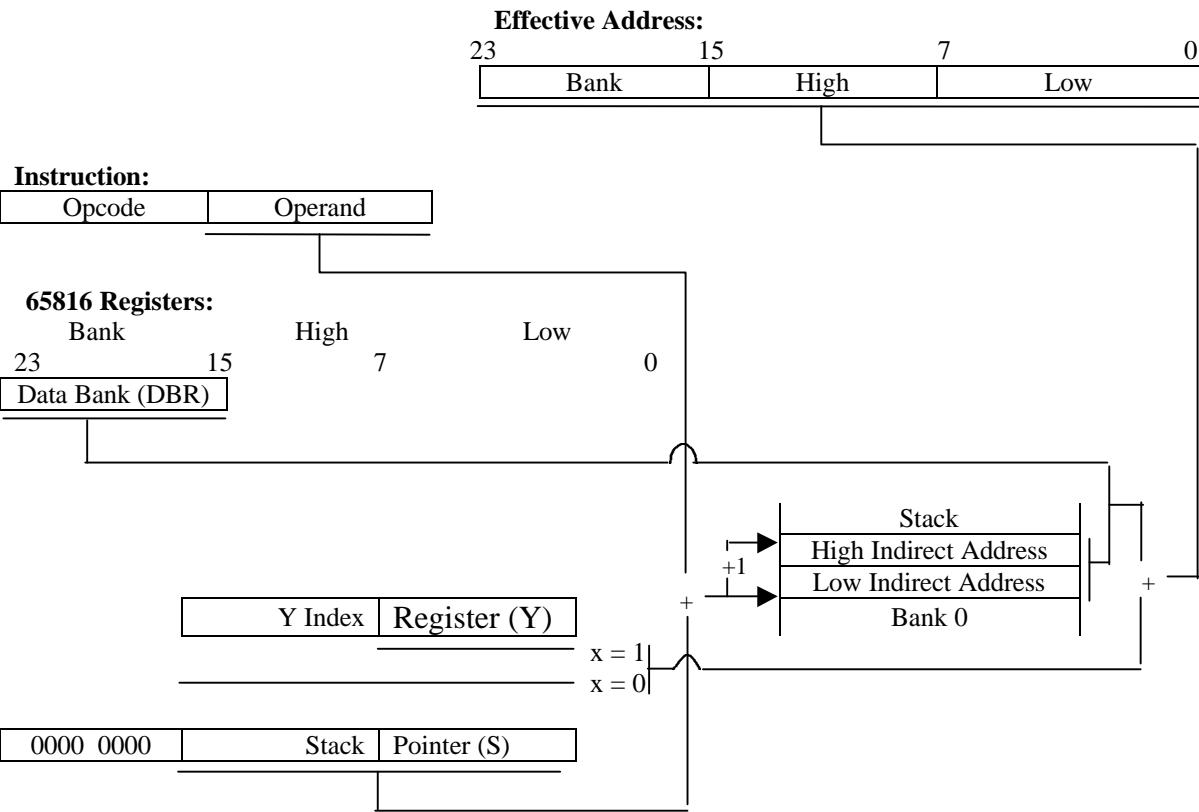 Effective Address:
23 15 7 0
Bank High Low
Instruction:
Opcode Operand
65816 Registers:
Bank High Low
23 15 7 0
Data Bank (DBR)
Stack
High Indirect Address
+1
Low Indirect Address
+
+
Bank 0
Y Index Register (Y)
x = 1
x = 0
0000 0000 Stack Pointer (S)